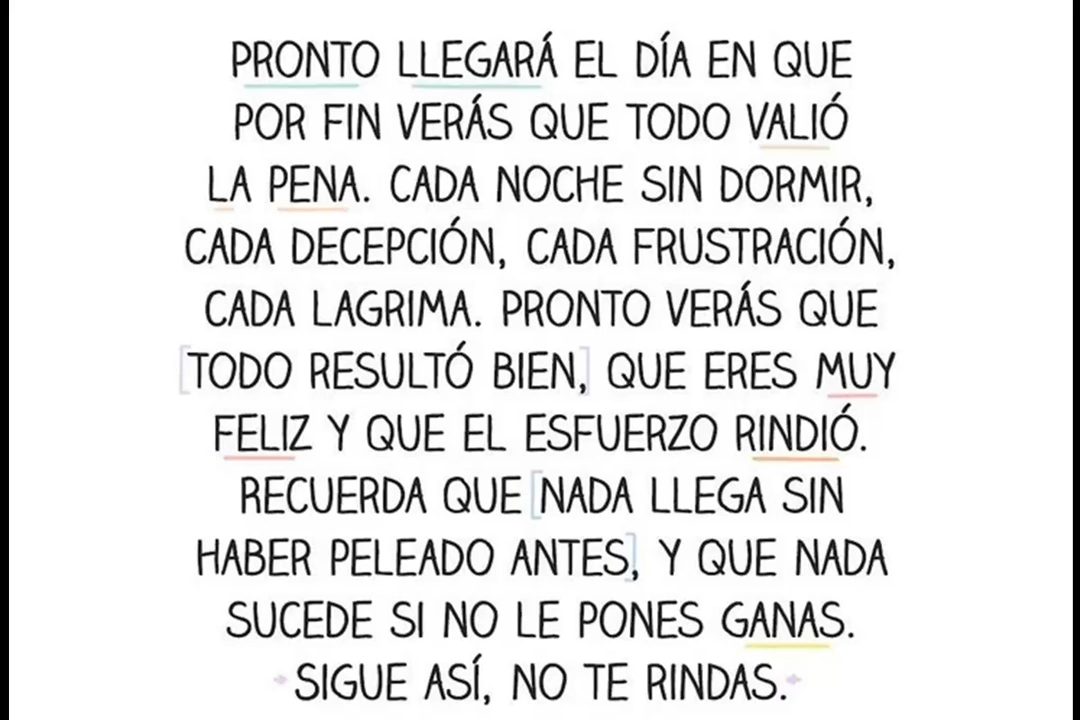 PRONTO LLEGARÁ EL DÍA EN QUE
POR FIN VERÁS QUE TODO VALIÓ
LA PENA. CADA NOCHE SIN DORMIR,
CADA DECEPCIÓN, CADA FRUSTRACIÓN,
CADA LAGRIMA. PRONTO VERÁS QUE
[TODO RESULTÓ BIEN,] QUE ERES MUY
FELIZ Y QUE EL ESFUERZO RINDIÓ.
RECUERDA QUE [NADA LLEGA SIN
HABER PELEADO ANTES], Y QUE NADA
SUCEDE SI NO LE PONES GANAS.
SIGUE ASÍ, NO TE RINDAS.